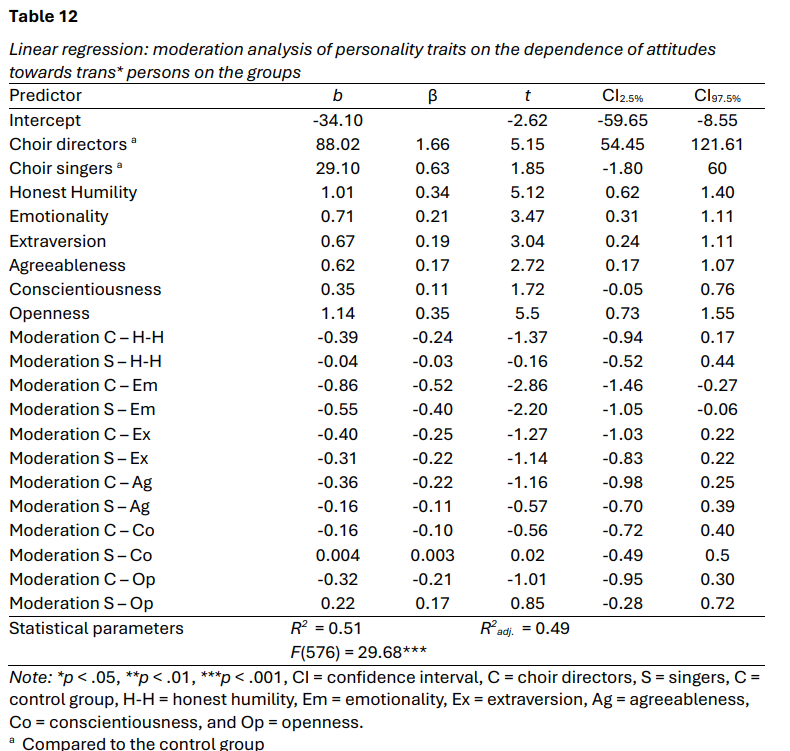 Table 12
Linear regression: moderation analysis of personality traits on the dependence of attitudes
towards trans* persons on the groups
Predictor b β t CI2.5% CI97.5%
Intercept -34.10 -2.62 -59.65 -8.55
Choir directors ᵃ 88.02 1.66 5.15 54.45 121.61
Choir singers ᵃ 29.10 0.63 1.85 -1.80 60
Honest Humility 1.01 0.34 5.12 0.62 1.40
Emotionality 0.71 0.21 3.47 0.31 1.11
Extraversion 0.67 0.19 3.04 0.24 1.11
Agreeableness 0.62 0.17 2.72 0.17 1.07
Conscientiousness 0.35 0.11 1.72 -0.05 0.76
Openness 1.14 0.35 5.5 0.73 1.55
Moderation C – H-H -0.39 -0.24 -1.37 -0.94 0.17
Moderation S – H-H -0.04 -0.03 -0.16 -0.52 0.44
Moderation C – Em -0.86 -0.52 -2.86 -1.46 -0.27
Moderation S – Em -0.55 -0.40 -2.20 -1.05 -0.06
Moderation C – Ex -0.40 -0.25 -1.27 -1.03 0.22
Moderation S – Ex -0.31 -0.22 -1.14 -0.83 0.22
Moderation C – Ag -0.36 -0.22 -1.16 -0.98 0.25
Moderation S – Ag -0.16 -0.11 -0.57 -0.70 0.39
Moderation C – Co -0.16 -0.10 -0.56 -0.72 0.40
Moderation S – Co 0.004 0.003 0.02 -0.49 0.5
Moderation C – Op -0.32 -0.21 -1.01 -0.95 0.30
Moderation S – Op 0.22 0.17 0.85 -0.28 0.72
Statistical parameters R² = 0.51 R²adj. = 0.49
F(576) = 29.68***
Note: *p < .05, **p < .01, ***p < .001, CI = confidence interval, C = choir directors, S = singers, C =
control group, H-H = honest humility, Em = emotionality, Ex = extraversion, Ag = agreeableness,
Co = conscientiousness, and Op = openness.
ᵃ Compared to the control group